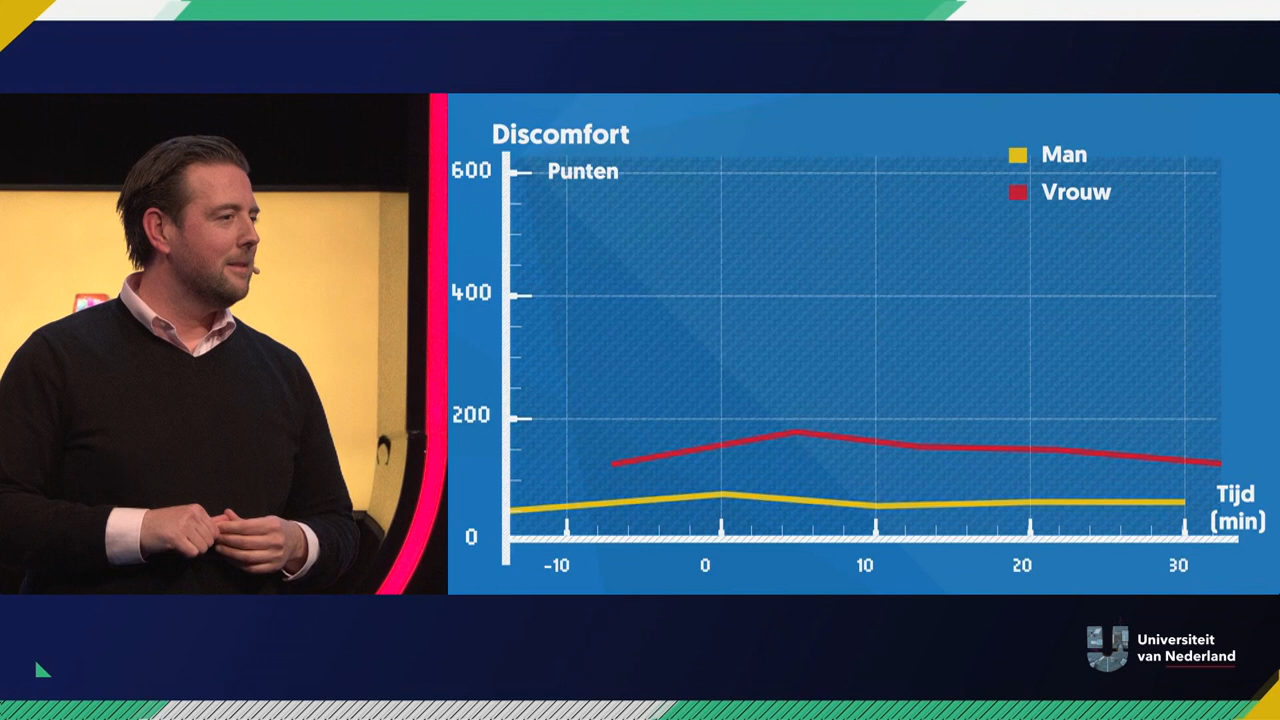 Discomfort
Punten
600
400
200
0
-10
0
10
20
30
Man
Vrouw
Tijd
(min)
Universiteit
van Nederland